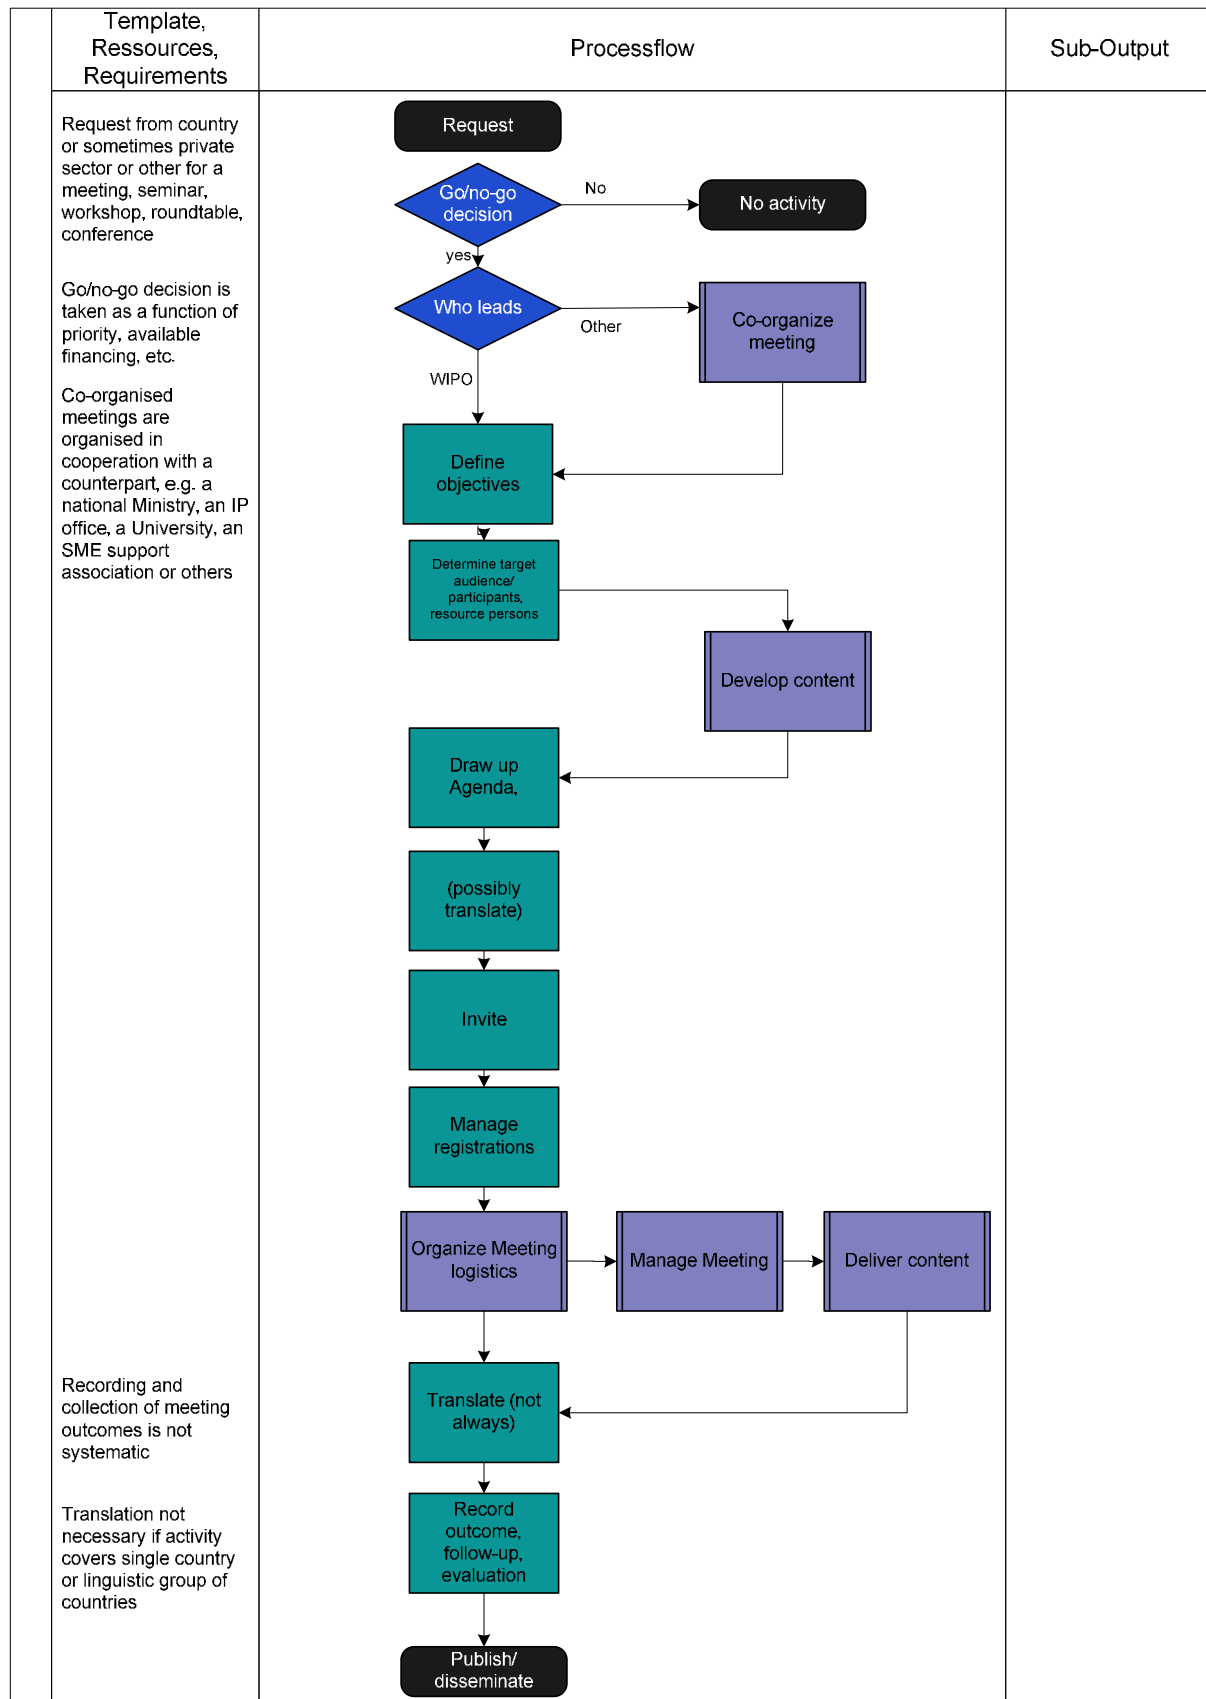 Template,
Ressources,
Requirements
Processflow
Sub-Output
Request from country
or sometimes private
sector or other for a
meeting, seminar,
workshop, roundtable,
conference
Go/no-go decision is
taken as a function of
priority, available
financing, etc.
Co-organised
meetings are
organised in
cooperation with a
counterpart, e.g. a
national Ministry, an IP
office, a University, an
SME support
association or others
Recording and
collection of meeting
outcomes is not
systematic
Translation not
necessary if activity
covers single country
or linguistic group of
countries
Request
Go/no-go
decision
No
No activity
yes
Who leads
Other
Co-organize
meeting
WIPO
Define
objectives
Determine target
audience/
participants,
resource persons
Develop content
Draw up
Agenda,
(possibly
translate)
Invite
Manage
registrations
Organize Meeting
logistics
Manage Meeting
Deliver content
Translate (not
always)
Record
outcome,
follow-up,
evaluation
Publish/
disseminate